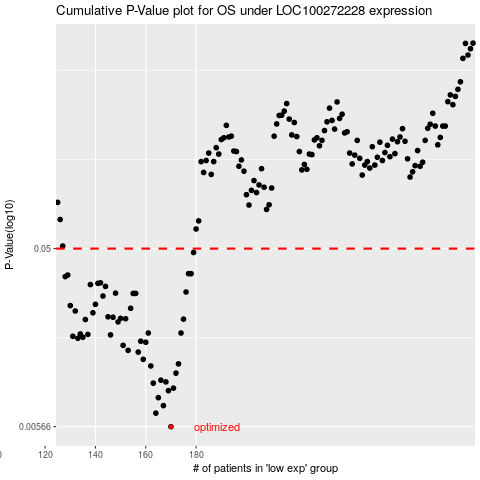 Cumulative P-Value plot for OS under LOC100272228 expression
P-Value(log10)
0.05
0.00566
optimized
0 120 140 160 180
# of patients in 'low exp' group